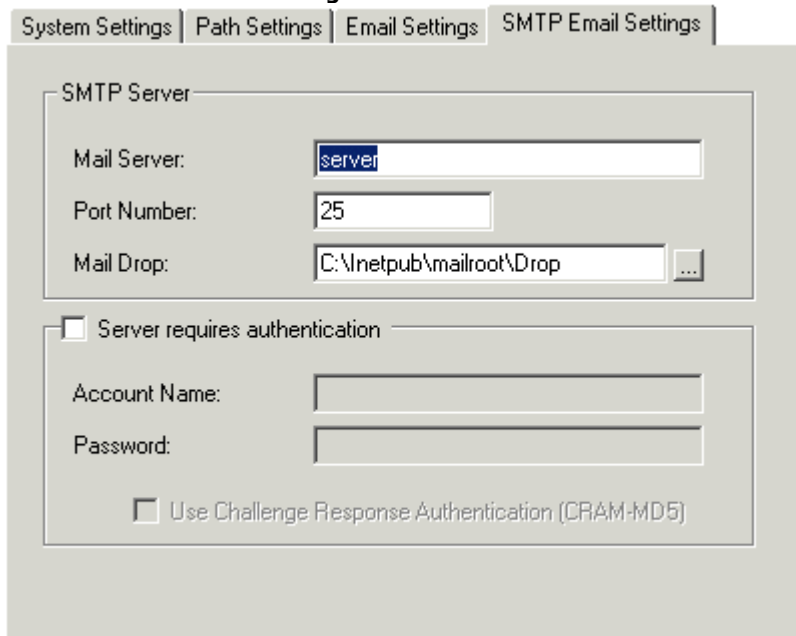 System Settings Path Settings Email Settings SMTP Email Settings
SMTP Server
Mail Server: server
Port Number: 25
Mail Drop: C:\Inetpub\mailroot\Drop ...
Server requires authentication
Account Name:
Password:
Use Challenge Response Authentication (CRAM-MD5)